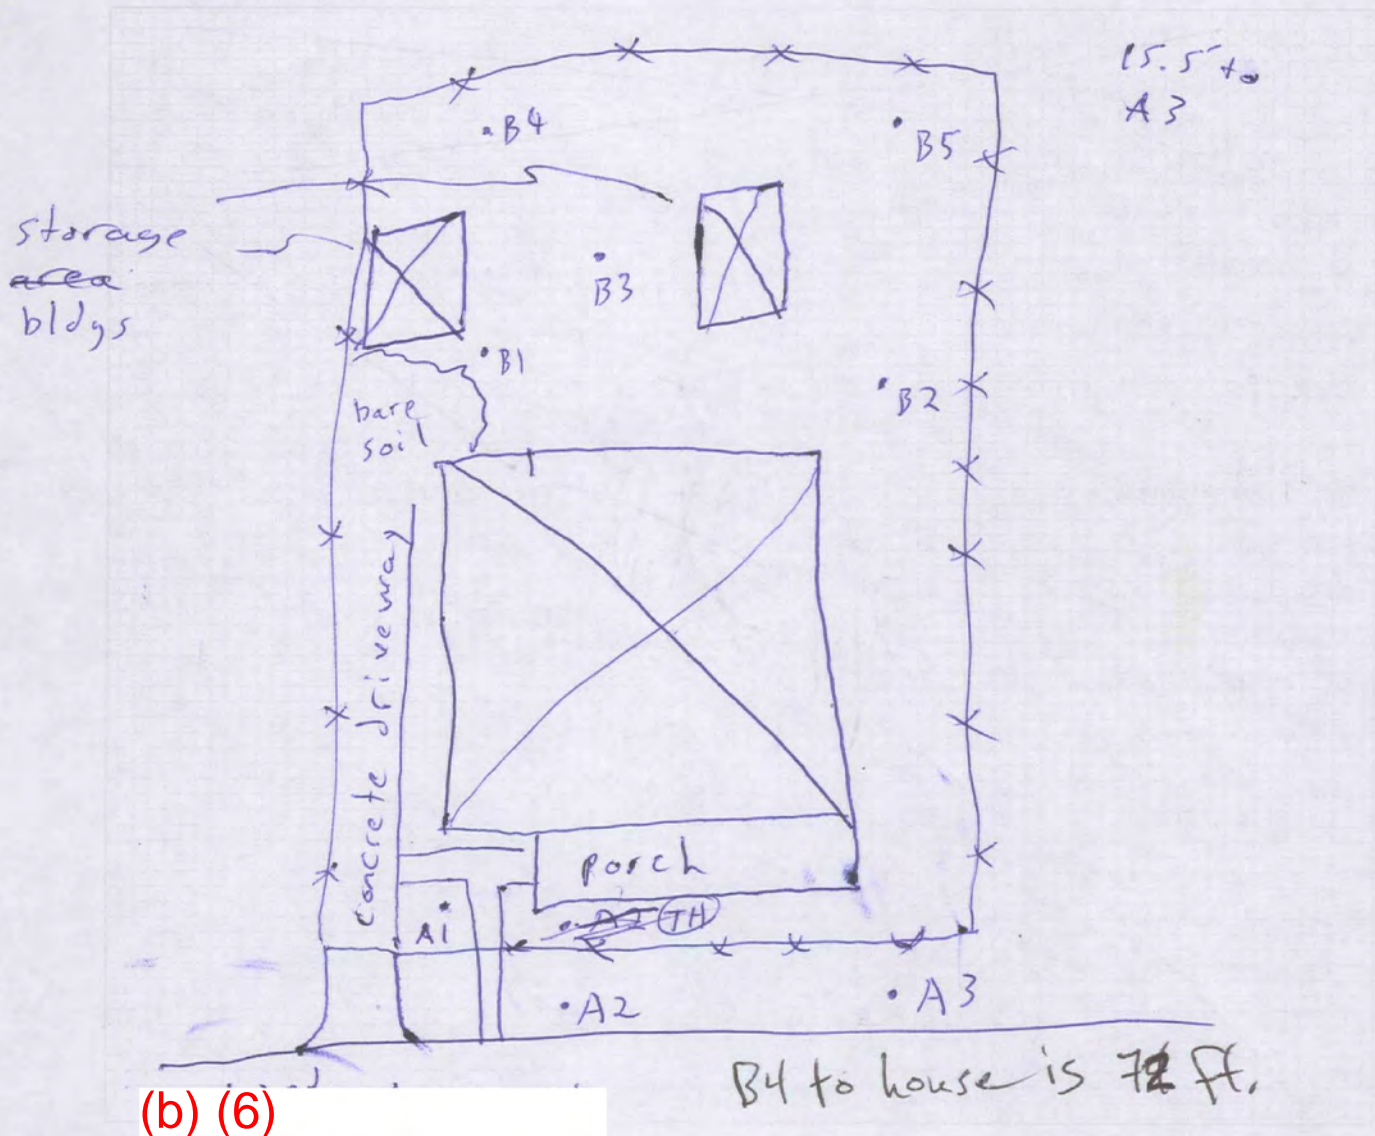 15.5' to
A3
B4
B5
storage
area
bldgs
B3
B1
B2
bare
soil
concrete driveway
porch
A1
TH
A2
A3
B4 to house is 72 ft.
(b) (6)